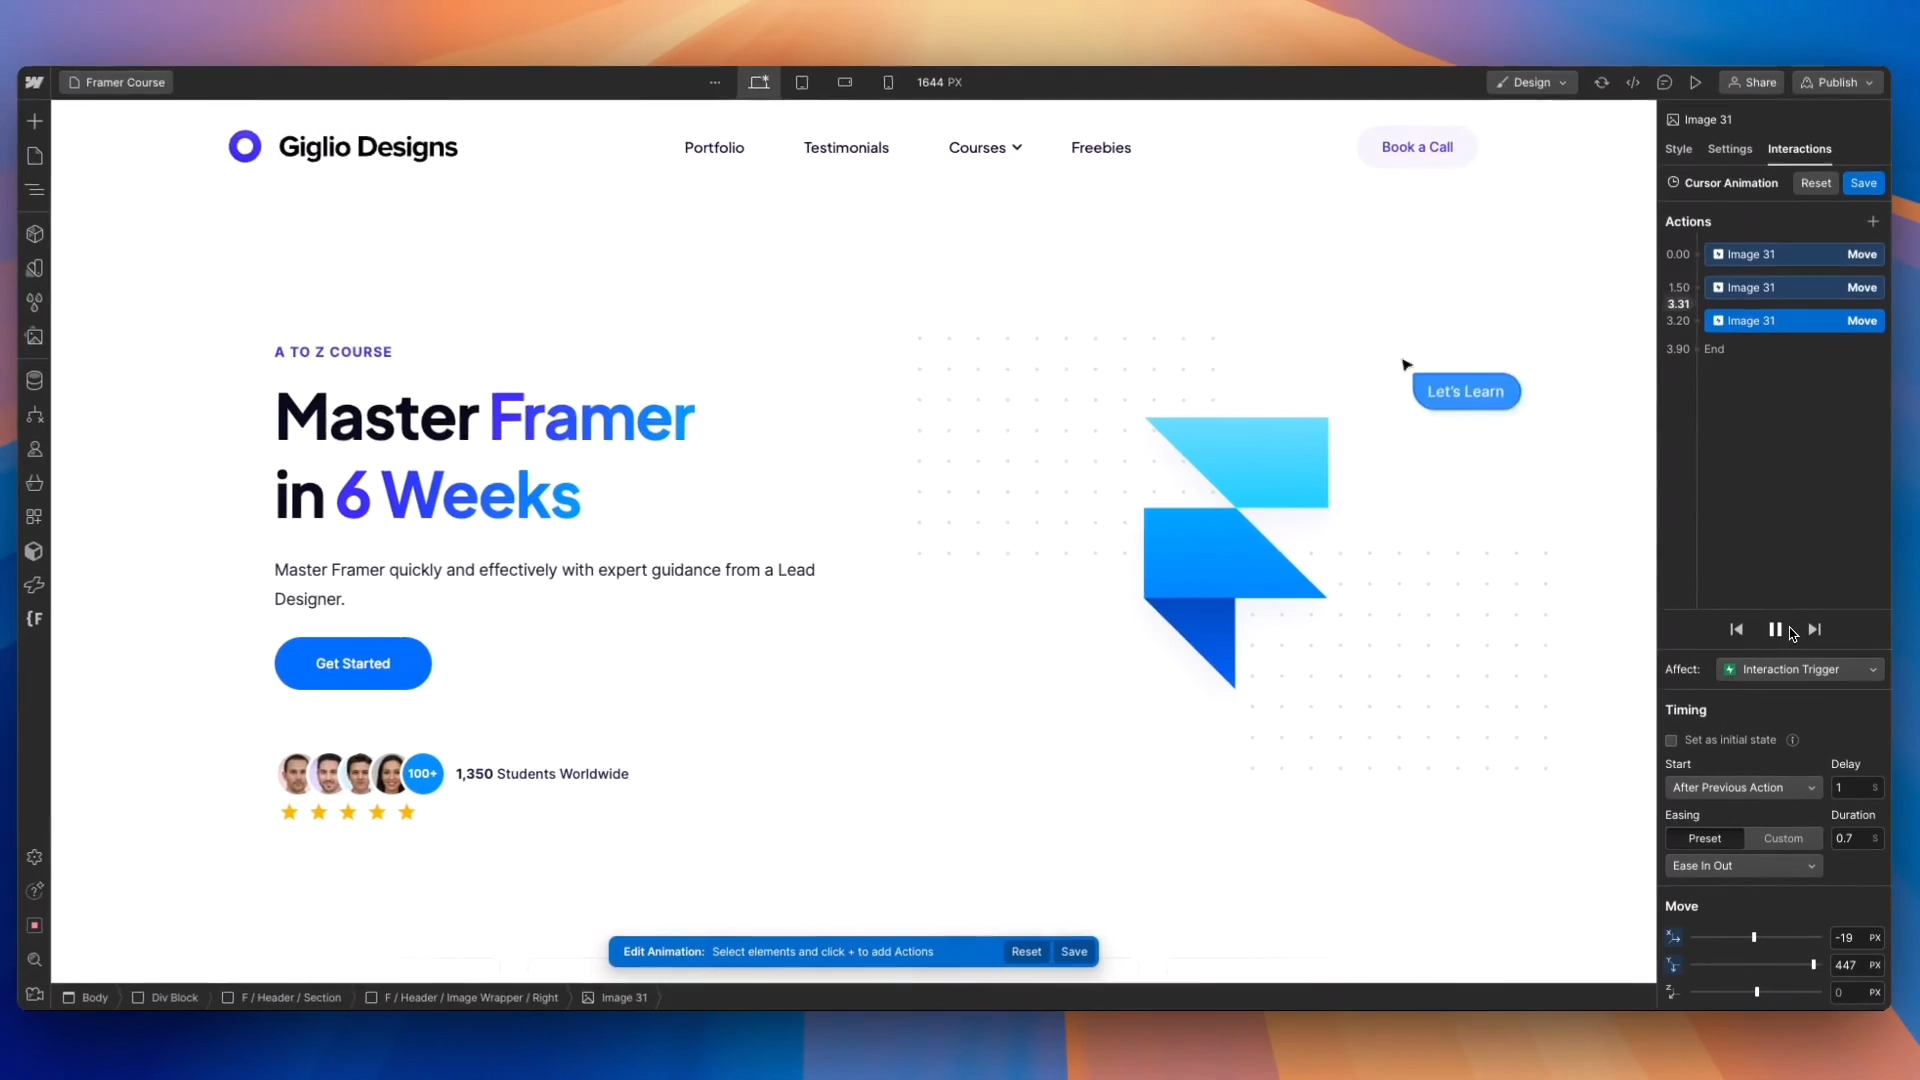 Framer Course
1644 PX
Design
Share
Publish
Giglio Designs
Portfolio
Testimonials
Courses
Freebies
Book a Call
A TO Z COURSE
Master Framer
in 6 Weeks
Master Framer quickly and effectively with expert guidance from a Lead
Designer.
Get Started
100+
1,350 Students Worldwide
Let's Learn
Edit Animation: Select elements and click + to add Actions
Reset
Save
Body
Div Block
F / Header / Section
F / Header / Image Wrapper / Right
Image 31
Image 31
Style
Settings
Interactions
Cursor Animation
Reset
Save
Actions
0.00 Image 31 Move
1.50 Image 31 Move
3.31
3.20 Image 31 Move
3.90 End
Affect: Interaction Trigger
Timing
Set as initial state
Start
Delay
After Previous Action
1 S
Easing
Duration
Preset
Custom
0.7 S
Ease In Out
Move
X -19 PX
Y 447 PX
Z 0 PX
{F